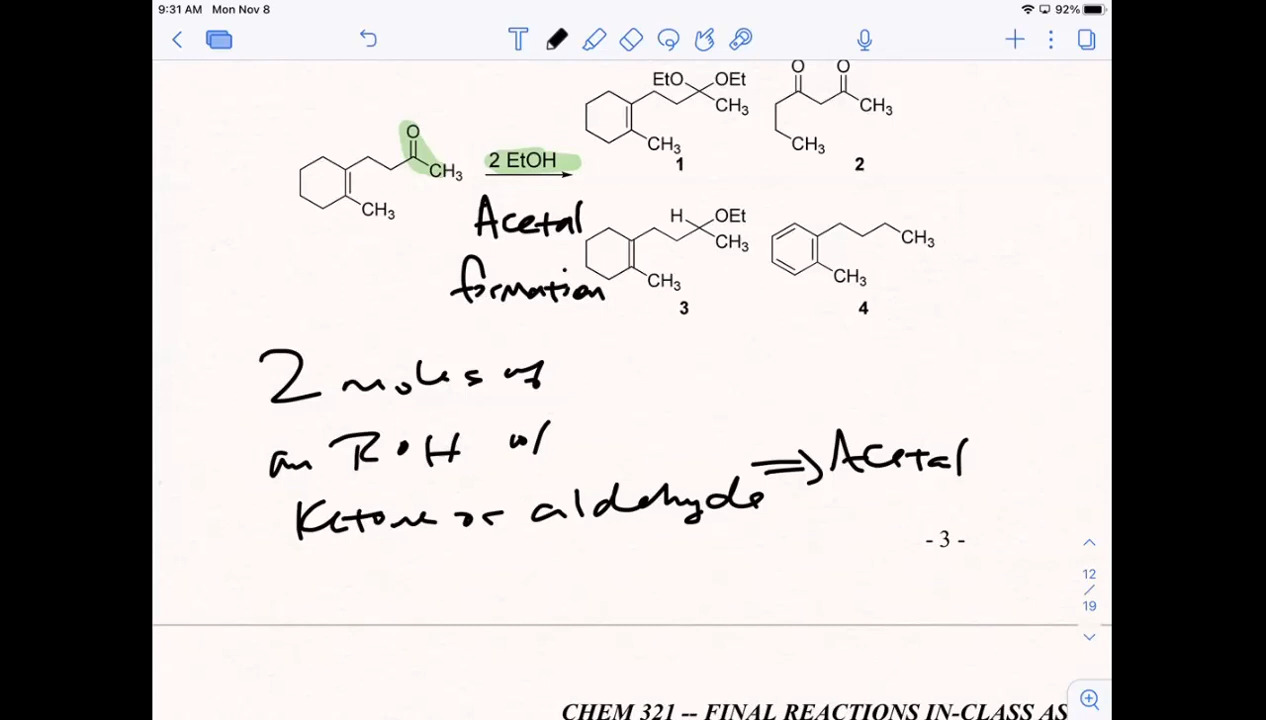 9:31 AM Mon Nov 8
92%
T
O
CH3
CH3
2 EtOH
EtO OEt
CH3
CH3
1
O O
CH3
CH3
2
Acetal
formation
H OEt
CH3
CH3
3
CH3
CH3
4
2 moles of
an ROH w/
Ketone or aldehyde => Acetal
- 3 -
12
/
19
CHEM 321 -- FINAL REACTIONS IN-CLASS AS